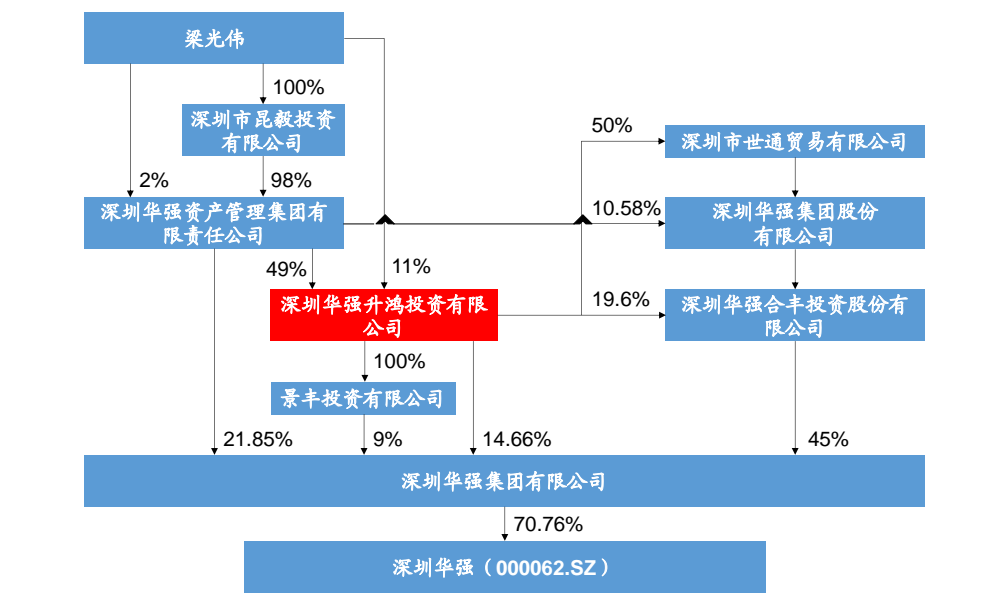 梁光伟
100%
深圳市昆毅投资
有限公司
50%
深圳市世通贸易有限公司
2%
98%
深圳华强资产管理集团有
限责任公司
10.58%
深圳华强集团股份
有限公司
49%
11%
深圳华强升鸿投资有限
公司
19.6%
深圳华强合丰投资股份有
限公司
100%
景丰投资有限公司
21.85%
9%
14.66%
45%
深圳华强集团有限公司
70.76%
深圳华强（000062.SZ）